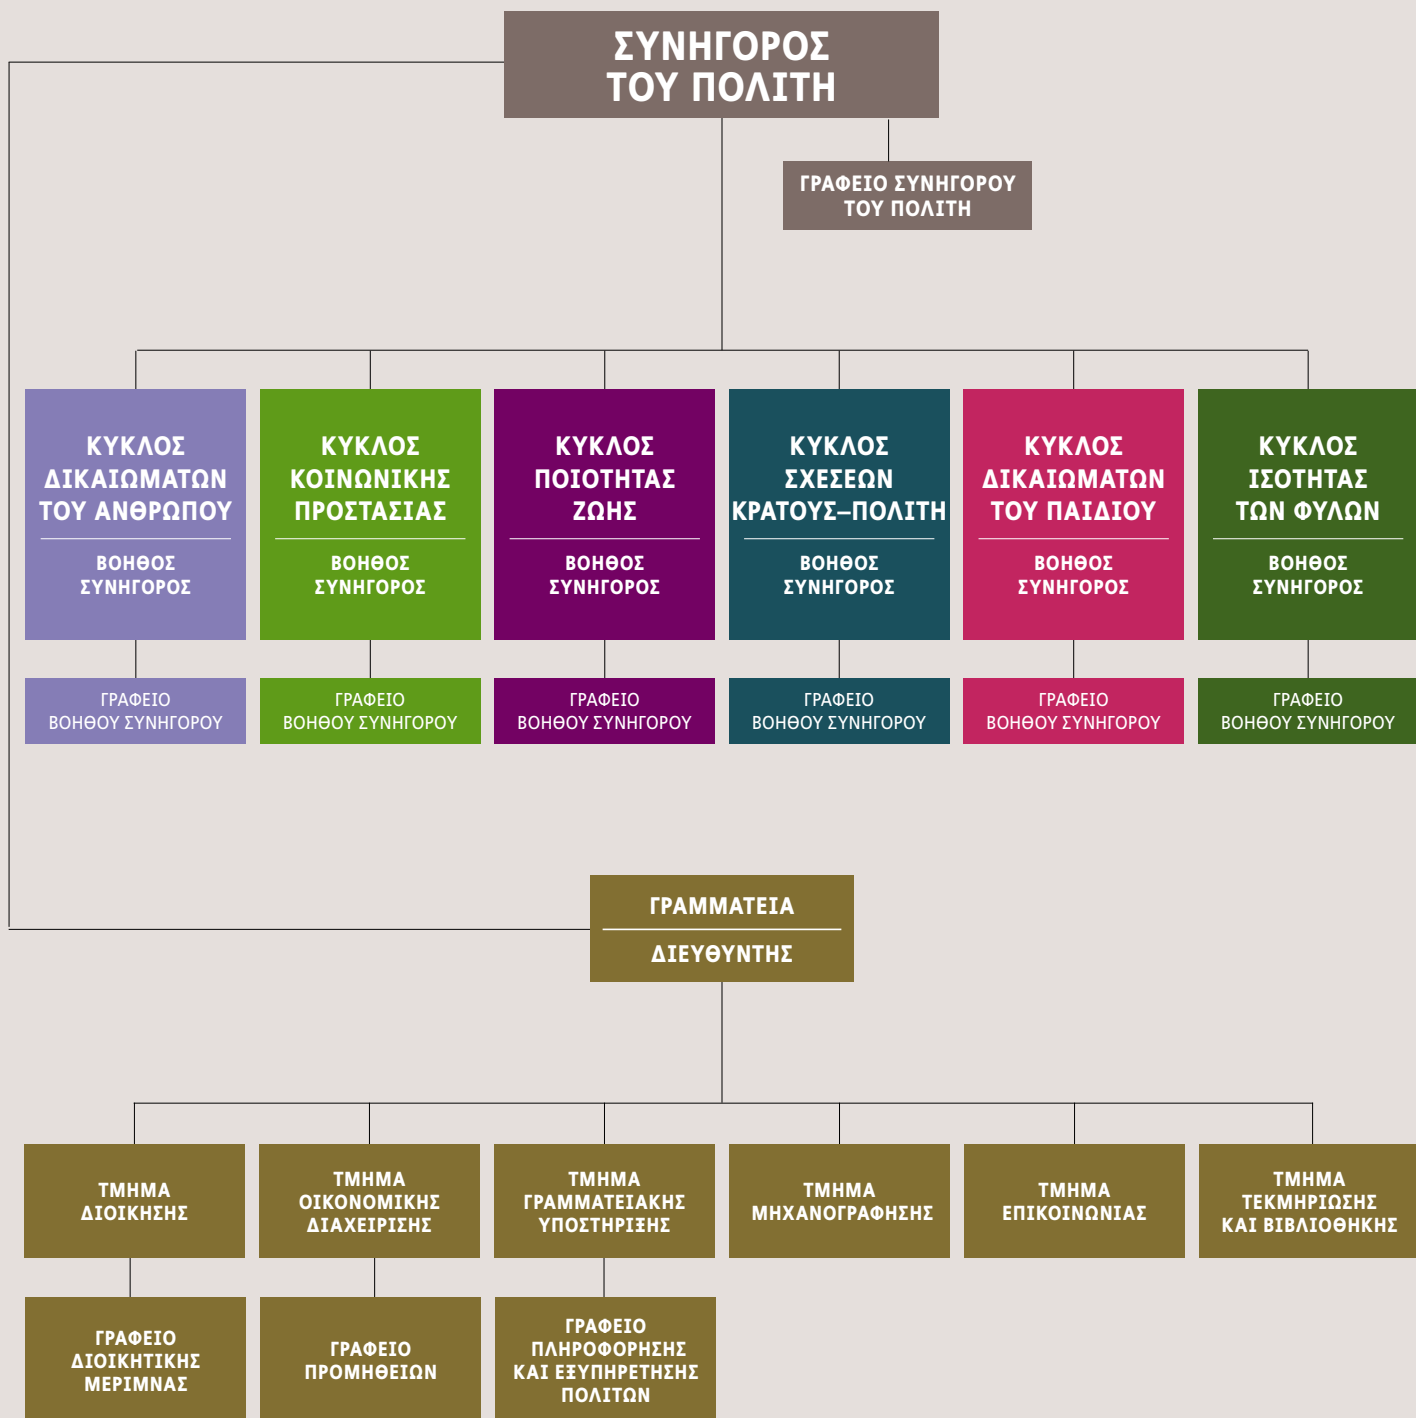 ΣΥΝΗΓΟΡΟΣ
ΤΟΥ ΠΟΛΙΤΗ
ΓΡΑΦΕΙΟ ΣΥΝΗΓΟΡΟΥ
ΤΟΥ ΠΟΛΙΤΗ
ΚΥΚΛΟΣ
ΔΙΚΑΙΩΜΑΤΩΝ
ΤΟΥ ΑΝΘΡΩΠΟΥ
ΒΟΗΘΟΣ
ΣΥΝΗΓΟΡΟΣ
ΚΥΚΛΟΣ
ΚΟΙΝΩΝΙΚΗΣ
ΠΡΟΣΤΑΣΙΑΣ
ΒΟΗΘΟΣ
ΣΥΝΗΓΟΡΟΣ
ΚΥΚΛΟΣ
ΠΟΙΟΤΗΤΑΣ
ΖΩΗΣ
ΒΟΗΘΟΣ
ΣΥΝΗΓΟΡΟΣ
ΚΥΚΛΟΣ
ΣΧΕΣΕΩΝ
ΚΡΑΤΟΥΣ–ΠΟΛΙΤΗ
ΒΟΗΘΟΣ
ΣΥΝΗΓΟΡΟΣ
ΚΥΚΛΟΣ
ΔΙΚΑΙΩΜΑΤΩΝ
ΤΟΥ ΠΑΙΔΙΟΥ
ΒΟΗΘΟΣ
ΣΥΝΗΓΟΡΟΣ
ΚΥΚΛΟΣ
ΙΣΟΤΗΤΑΣ
ΤΩΝ ΦΥΛΩΝ
ΒΟΗΘΟΣ
ΣΥΝΗΓΟΡΟΣ
ΓΡΑΦΕΙΟ
ΒΟΗΘΟΥ ΣΥΝΗΓΟΡΟΥ
ΓΡΑΦΕΙΟ
ΒΟΗΘΟΥ ΣΥΝΗΓΟΡΟΥ
ΓΡΑΦΕΙΟ
ΒΟΗΘΟΥ ΣΥΝΗΓΟΡΟΥ
ΓΡΑΦΕΙΟ
ΒΟΗΘΟΥ ΣΥΝΗΓΟΡΟΥ
ΓΡΑΦΕΙΟ
ΒΟΗΘΟΥ ΣΥΝΗΓΟΡΟΥ
ΓΡΑΦΕΙΟ
ΒΟΗΘΟΥ ΣΥΝΗΓΟΡΟΥ
ΓΡΑΜΜΑΤΕΙΑ
ΔΙΕΥΘΥΝΤΗΣ
ΤΜΗΜΑ
ΔΙΟΙΚΗΣΗΣ
ΤΜΗΜΑ
ΟΙΚΟΝΟΜΙΚΗΣ
ΔΙΑΧΕΙΡΙΣΗΣ
ΤΜΗΜΑ
ΓΡΑΜΜΑΤΕΙΑΚΗΣ
ΥΠΟΣΤΗΡΙΞΗΣ
ΤΜΗΜΑ
ΜΗΧΑΝΟΓΡΑΦΗΣΗΣ
ΤΜΗΜΑ
ΕΠΙΚΟΙΝΩΝΙΑΣ
ΤΜΗΜΑ
ΤΕΚΜΗΡΙΩΣΗΣ
ΚΑΙ ΒΙΒΛΙΟΘΗΚΗΣ
ΓΡΑΦΕΙΟ
ΔΙΟΙΚΗΤΙΚΗΣ
ΜΕΡΙΜΝΑΣ
ΓΡΑΦΕΙΟ
ΠΡΟΜΗΘΕΙΩΝ
ΓΡΑΦΕΙΟ
ΠΛΗΡΟΦΟΡΗΣΗΣ
ΚΑΙ ΕΞΥΠΗΡΕΤΗΣΗΣ
ΠΟΛΙΤΩΝ